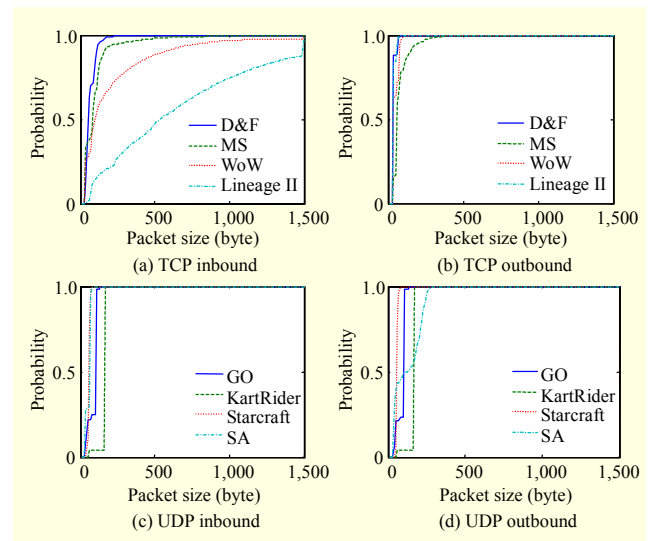 1.0
0.5
0
Probability
D&F
MS
WoW
Lineage II
0 500 1,000 1,500
Packet size (byte)
(a) TCP inbound
1.0
0.5
0
Probability
D&F
MS
WoW
Lineage II
0 500 1,000 1,500
Packet size (byte)
(b) TCP outbound
1.0
0.5
0
Probability
GO
KartRider
Starcraft
SA
0 500 1,000 1,500
Packet size (byte)
(c) UDP inbound
1.0
0.5
0
Probability
GO
KartRider
Starcraft
SA
0 500 1,000 1,500
Packet size (byte)
(d) UDP outbound